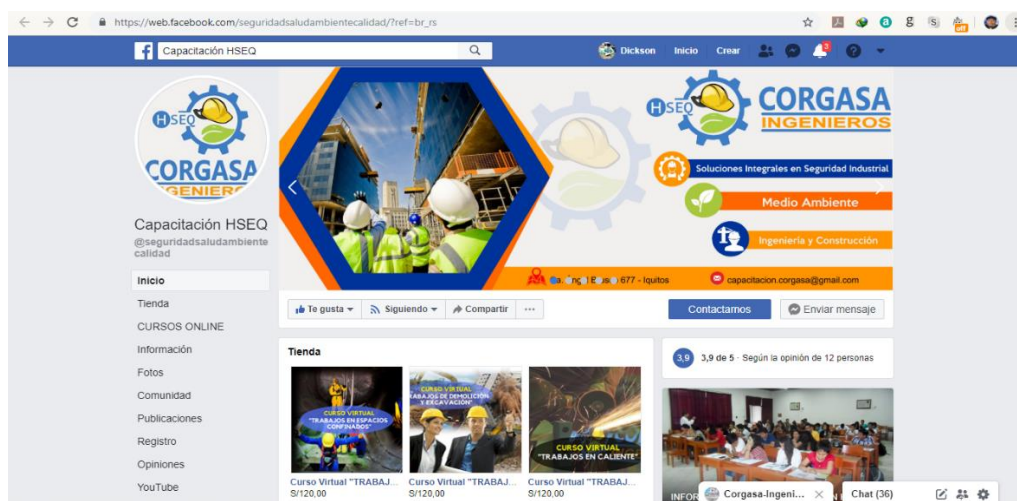 https://web.facebook.com/seguridadsaludambientecalidad/?ref=br_rs
off
f
Capacitación HSEQ
Dickson
Inicio
Crear
3
HSEQ
CORGASA
INGENIEROS
Soluciones Integrales en Seguridad Industrial
Medio Ambiente
Ingeniería y Construcción
677 - Iquitos
capacitacion.corgasa@gmail.com
HSEQ
CORGASA
Capacitación HSEQ
@seguridadsaludambiente
calidad
Inicio
Tienda
CURSOS ONLINE
Información
Fotos
Comunidad
Publicaciones
Registro
Opiniones
YouTube
Te gusta
Siguiendo
Compartir
Contactarnos
Enviar mensaje
Tienda
CURSO VIRTUAL
"TRABAJOS EN ESPACIOS
CONFINADOS"
Curso Virtual "TRABAJ...
S/120,00
CURSO VIRTUAL
TRABAJOS DE DEMOLICIÓN
Y EXCAVACIÓN"
Curso Virtual "TRABAJ...
S/120,00
CURSO VIRTUAL
"TRABAJOS EN CALIENTE"
Curso Virtual "TRABAJ...
S/120,00
3,9
3,9 de 5 · Según la opinión de 12 personas
Corgasa-Ingeni...
Chat (36)